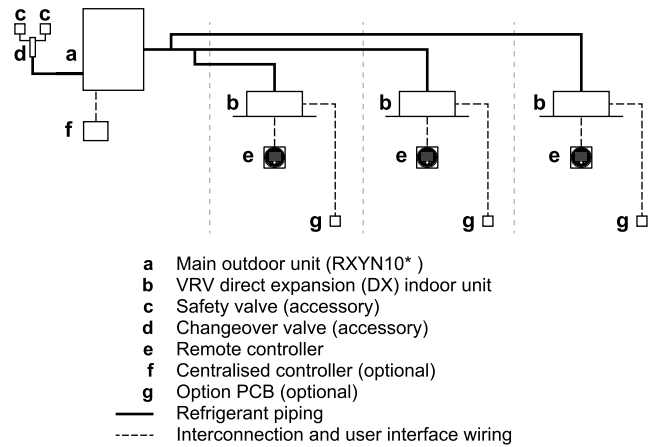 c c
d a
b b b
f
e e e
g g g
a Main outdoor unit (RXYN10* )
b VRV direct expansion (DX) indoor unit
c Safety valve (accessory)
d Changeover valve (accessory)
e Remote controller
f Centralised controller (optional)
g Option PCB (optional)
Refrigerant piping
Interconnection and user interface wiring